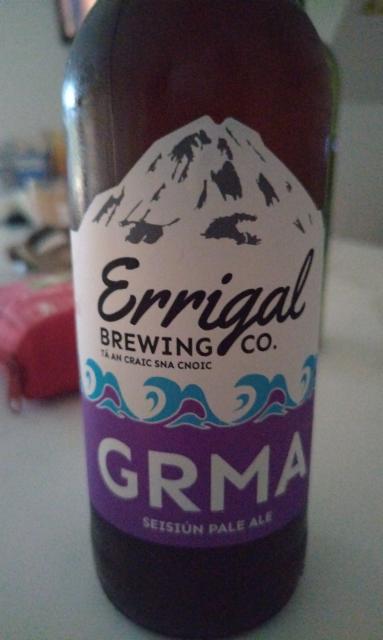 Errigal
BREWING CO.
TÁ AN CRAIC SNA CNOIC
GRMA
SEISIÚN PALE ALE